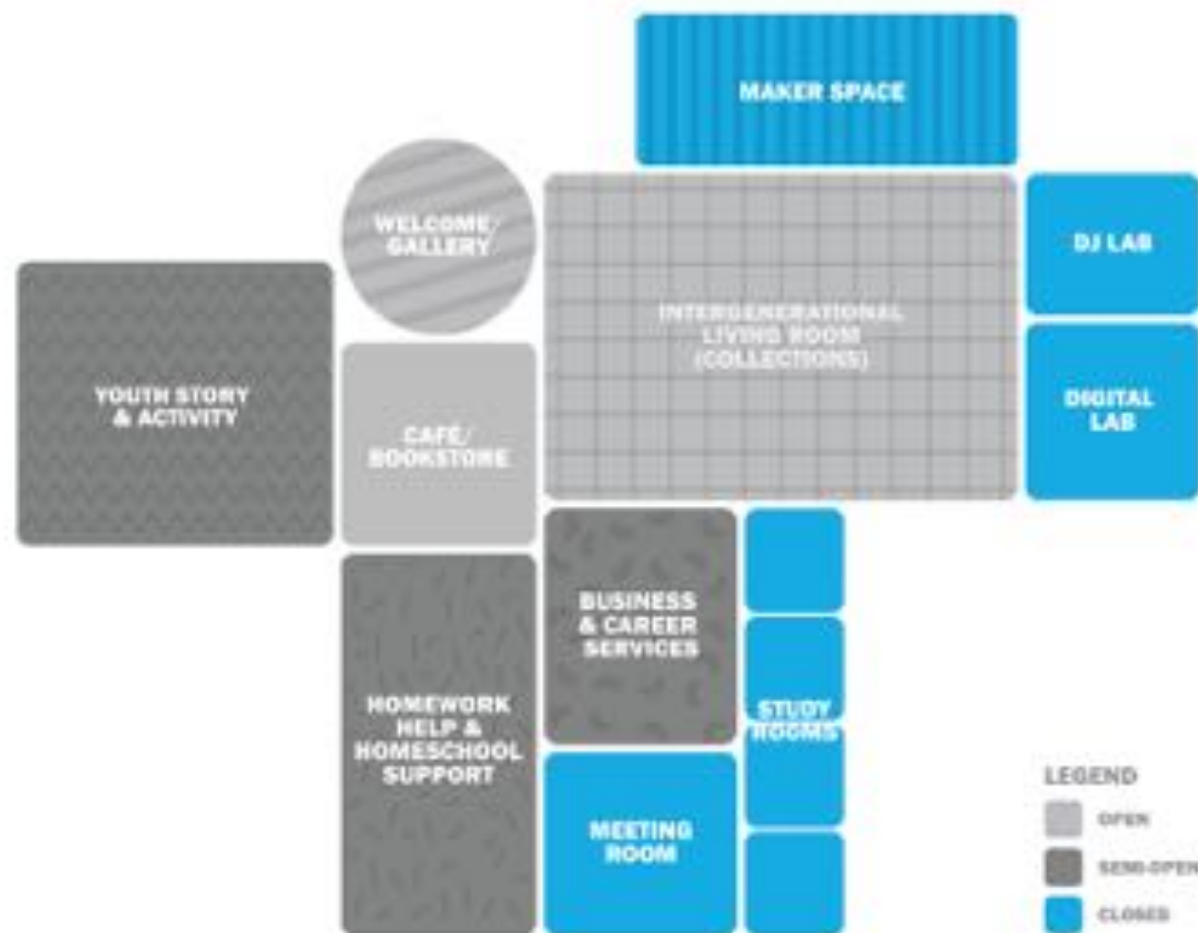 MAKER SPACE
WELCOME/
GALLERY
DJ LAB
INTERGENERATIONAL
LIVING ROOM
(COLLECTIONS)
YOUTH STORY
& ACTIVITY
DIGITAL
LAB
CAFÉ/
BOOKSTORE
BUSINESS
& CAREER
SERVICES
HOMEWORK
HELP &
HOMESCHOOL
SUPPORT
STUDY
ROOMS
MEETING
ROOM
LEGEND
OPEN
SEMI-OPEN
CLOSED